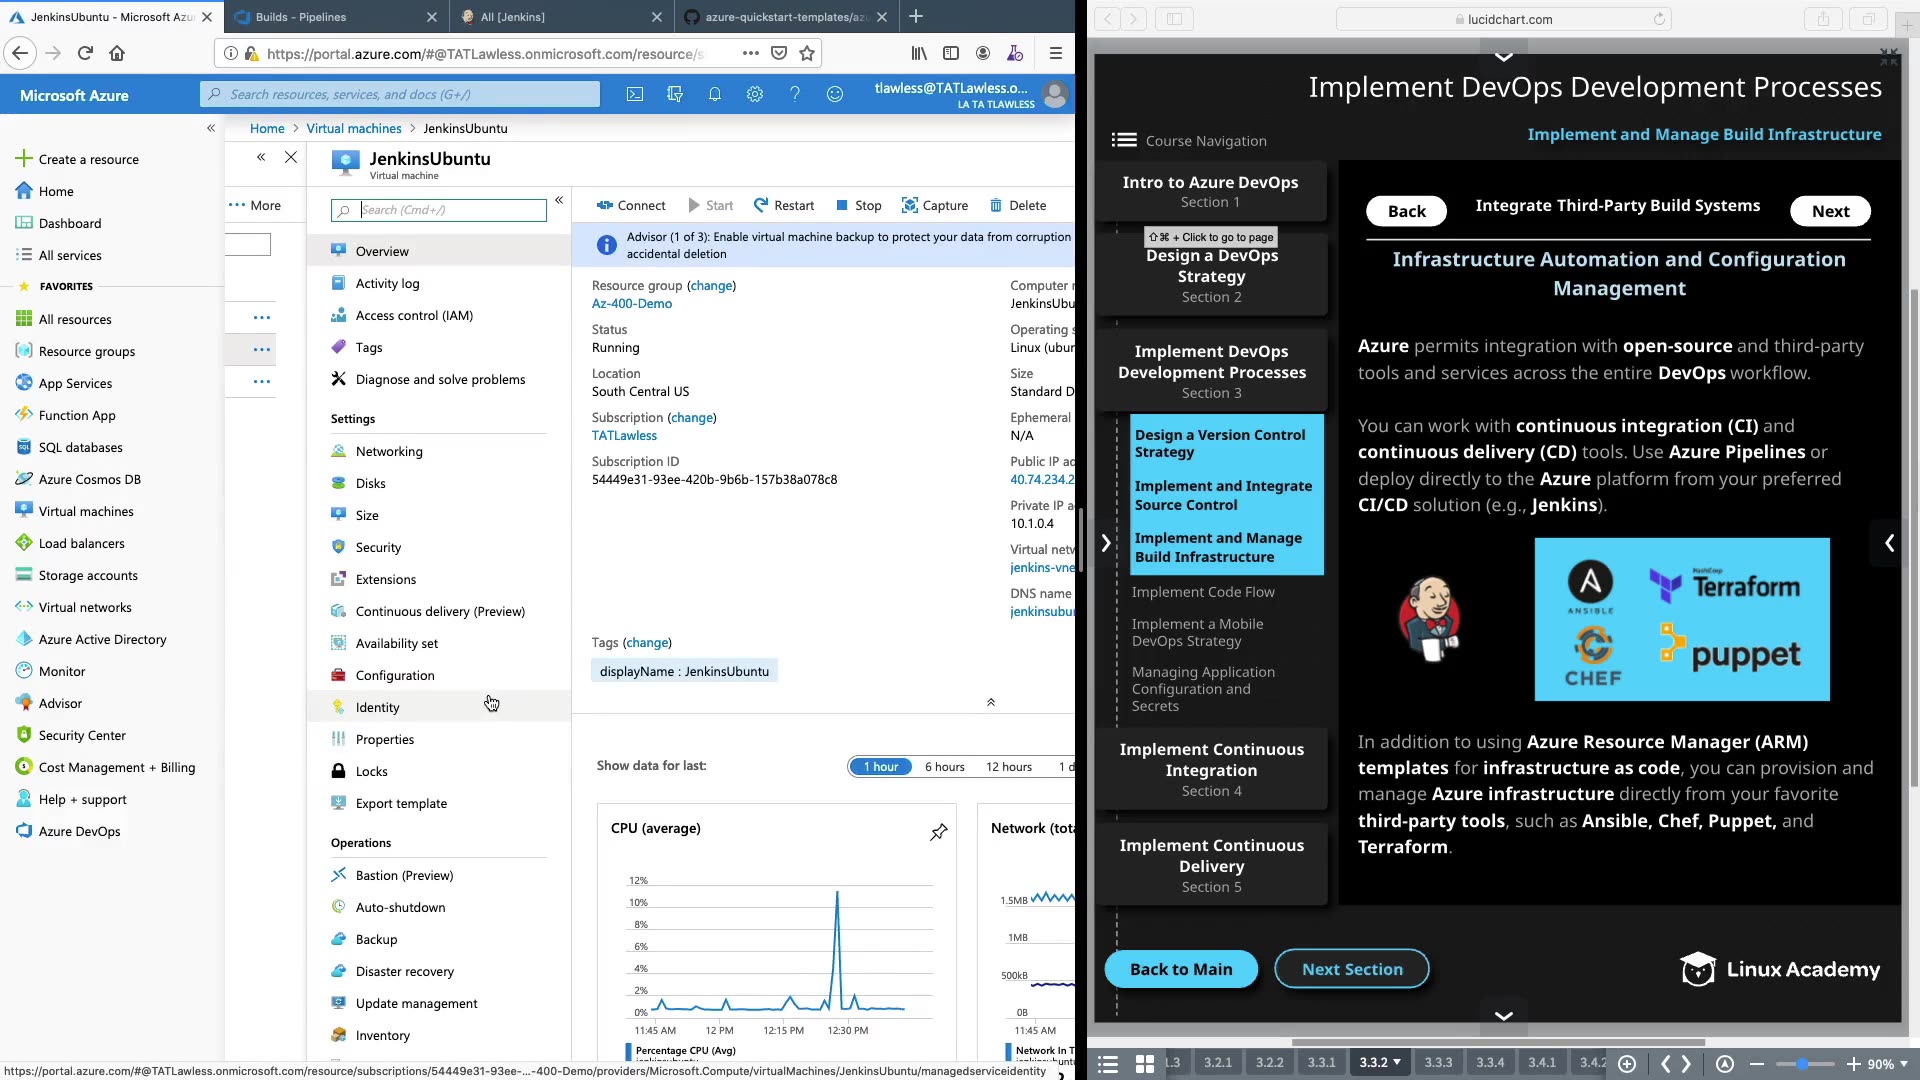 JenkinsUbuntu - Microsoft Azu
Builds - Pipelines
All [Jenkins]
azure-quickstart-templates/az
https://portal.azure.com/#@TATLawless.onmicrosoft.com/resource/s
Microsoft Azure
Search resources, services, and docs (G+/)
tlawless@TATLawless.o...
LA TA TLAWLESS
Create a resource
Home
Dashboard
All services
FAVORITES
All resources
Resource groups
App Services
Function App
SQL databases
Azure Cosmos DB
Virtual machines
Load balancers
Storage accounts
Virtual networks
Azure Active Directory
Monitor
Advisor
Security Center
Cost Management + Billing
Help + support
Azure DevOps
Home > Virtual machines > JenkinsUbuntu
More
JenkinsUbuntu
Virtual machine
Search (Cmd+/)
Overview
Activity log
Access control (IAM)
Tags
Diagnose and solve problems
Settings
Networking
Disks
Size
Security
Extensions
Continuous delivery (Preview)
Availability set
Configuration
Identity
Properties
Locks
Export template
Operations
Bastion (Preview)
Auto-shutdown
Backup
Disaster recovery
Update management
Inventory
Connect Start Restart Stop Capture Delete
Advisor (1 of 3): Enable virtual machine backup to protect your data from corruption
accidental deletion
Resource group (change)
Az-400-Demo
Status
Running
Location
South Central US
Subscription (change)
TATLawless
Subscription ID
54449e31-93ee-420b-9b6b-157b38a078c8
Computer r
JenkinsUbu
Operating s
Linux (ubur
Size
Standard D
Ephemeral
N/A
Public IP ad
40.74.234.2
Private IP a
10.1.0.4
Virtual netw
jenkins-vne
DNS name
jenkinsubu
Tags (change)
displayName : JenkinsUbuntu
Show data for last:
1 hour 6 hours 12 hours 1 d
CPU (average)
12%
10%
8%
6%
4%
2%
0%
11:45 AM 12 PM 12:15 PM 12:30 PM
Percentage CPU (Avg)
Network (tota
1.5MB
1MB
500kB
0B
11:45 AM
Network In T
https://portal.azure.com/#@TATLawless.onmicrosoft.com/resource/subscriptions/54449e31-93ee-...-400-Demo/providers/Microsoft.Compute/virtualMachines/JenkinsUbuntu/managedserviceidentity
lucidchart.com
Implement DevOps Development Processes
Course Navigation
Implement and Manage Build Infrastructure
Intro to Azure DevOps
Section 1
⇧⌘ + Click to go to page
Design a DevOps
Strategy
Section 2
Implement DevOps
Development Processes
Section 3
Design a Version Control
Strategy
Implement and Integrate
Source Control
Implement and Manage
Build Infrastructure
Implement Code Flow
Implement a Mobile
DevOps Strategy
Managing Application
Configuration and
Secrets
Implement Continuous
Integration
Section 4
Implement Continuous
Delivery
Section 5
Back to Main
Next Section
Back
Integrate Third-Party Build Systems
Next
Infrastructure Automation and Configuration
Management
Azure permits integration with open-source and third-party
tools and services across the entire DevOps workflow.
You can work with continuous integration (CI) and
continuous delivery (CD) tools. Use Azure Pipelines or
deploy directly to the Azure platform from your preferred
CI/CD solution (e.g., Jenkins).
ANSIBLE
HashiCorp
Terraform
CHEF
puppet
In addition to using Azure Resource Manager (ARM)
templates for infrastructure as code, you can provision and
manage Azure infrastructure directly from your favorite
third-party tools, such as Ansible, Chef, Puppet, and
Terraform.
Linux Academy
1.3 3.2.1 3.2.2 3.3.1 3.3.2 3.3.3 3.3.4 3.4.1 3.4.2
90%